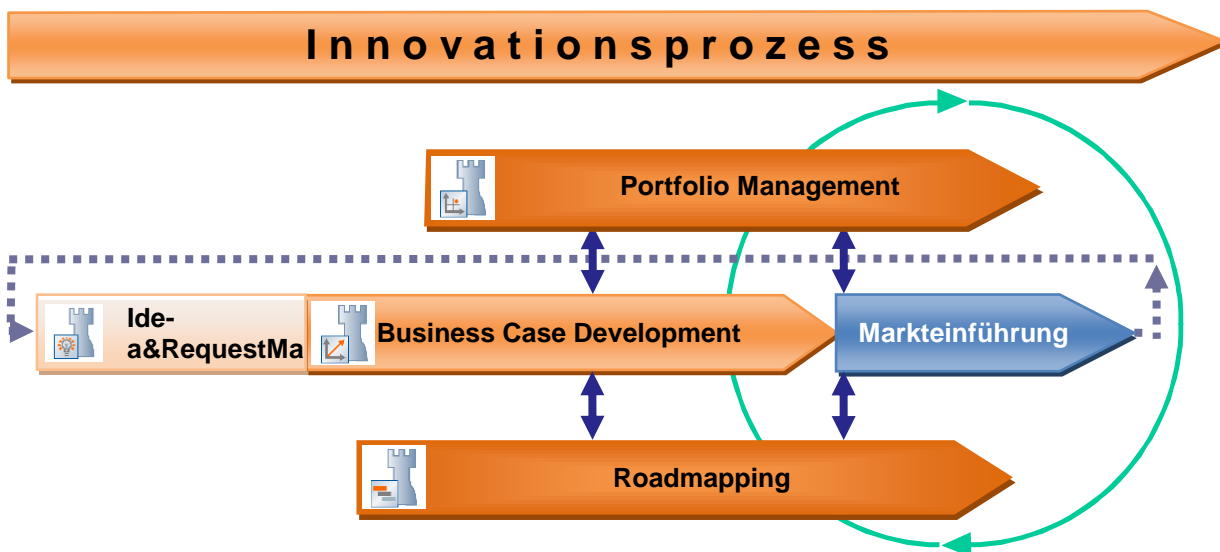 Innovationsprozess
Portfolio Management
Ide-
a&RequestMa
Business Case Development
Markteinführung
Roadmapping